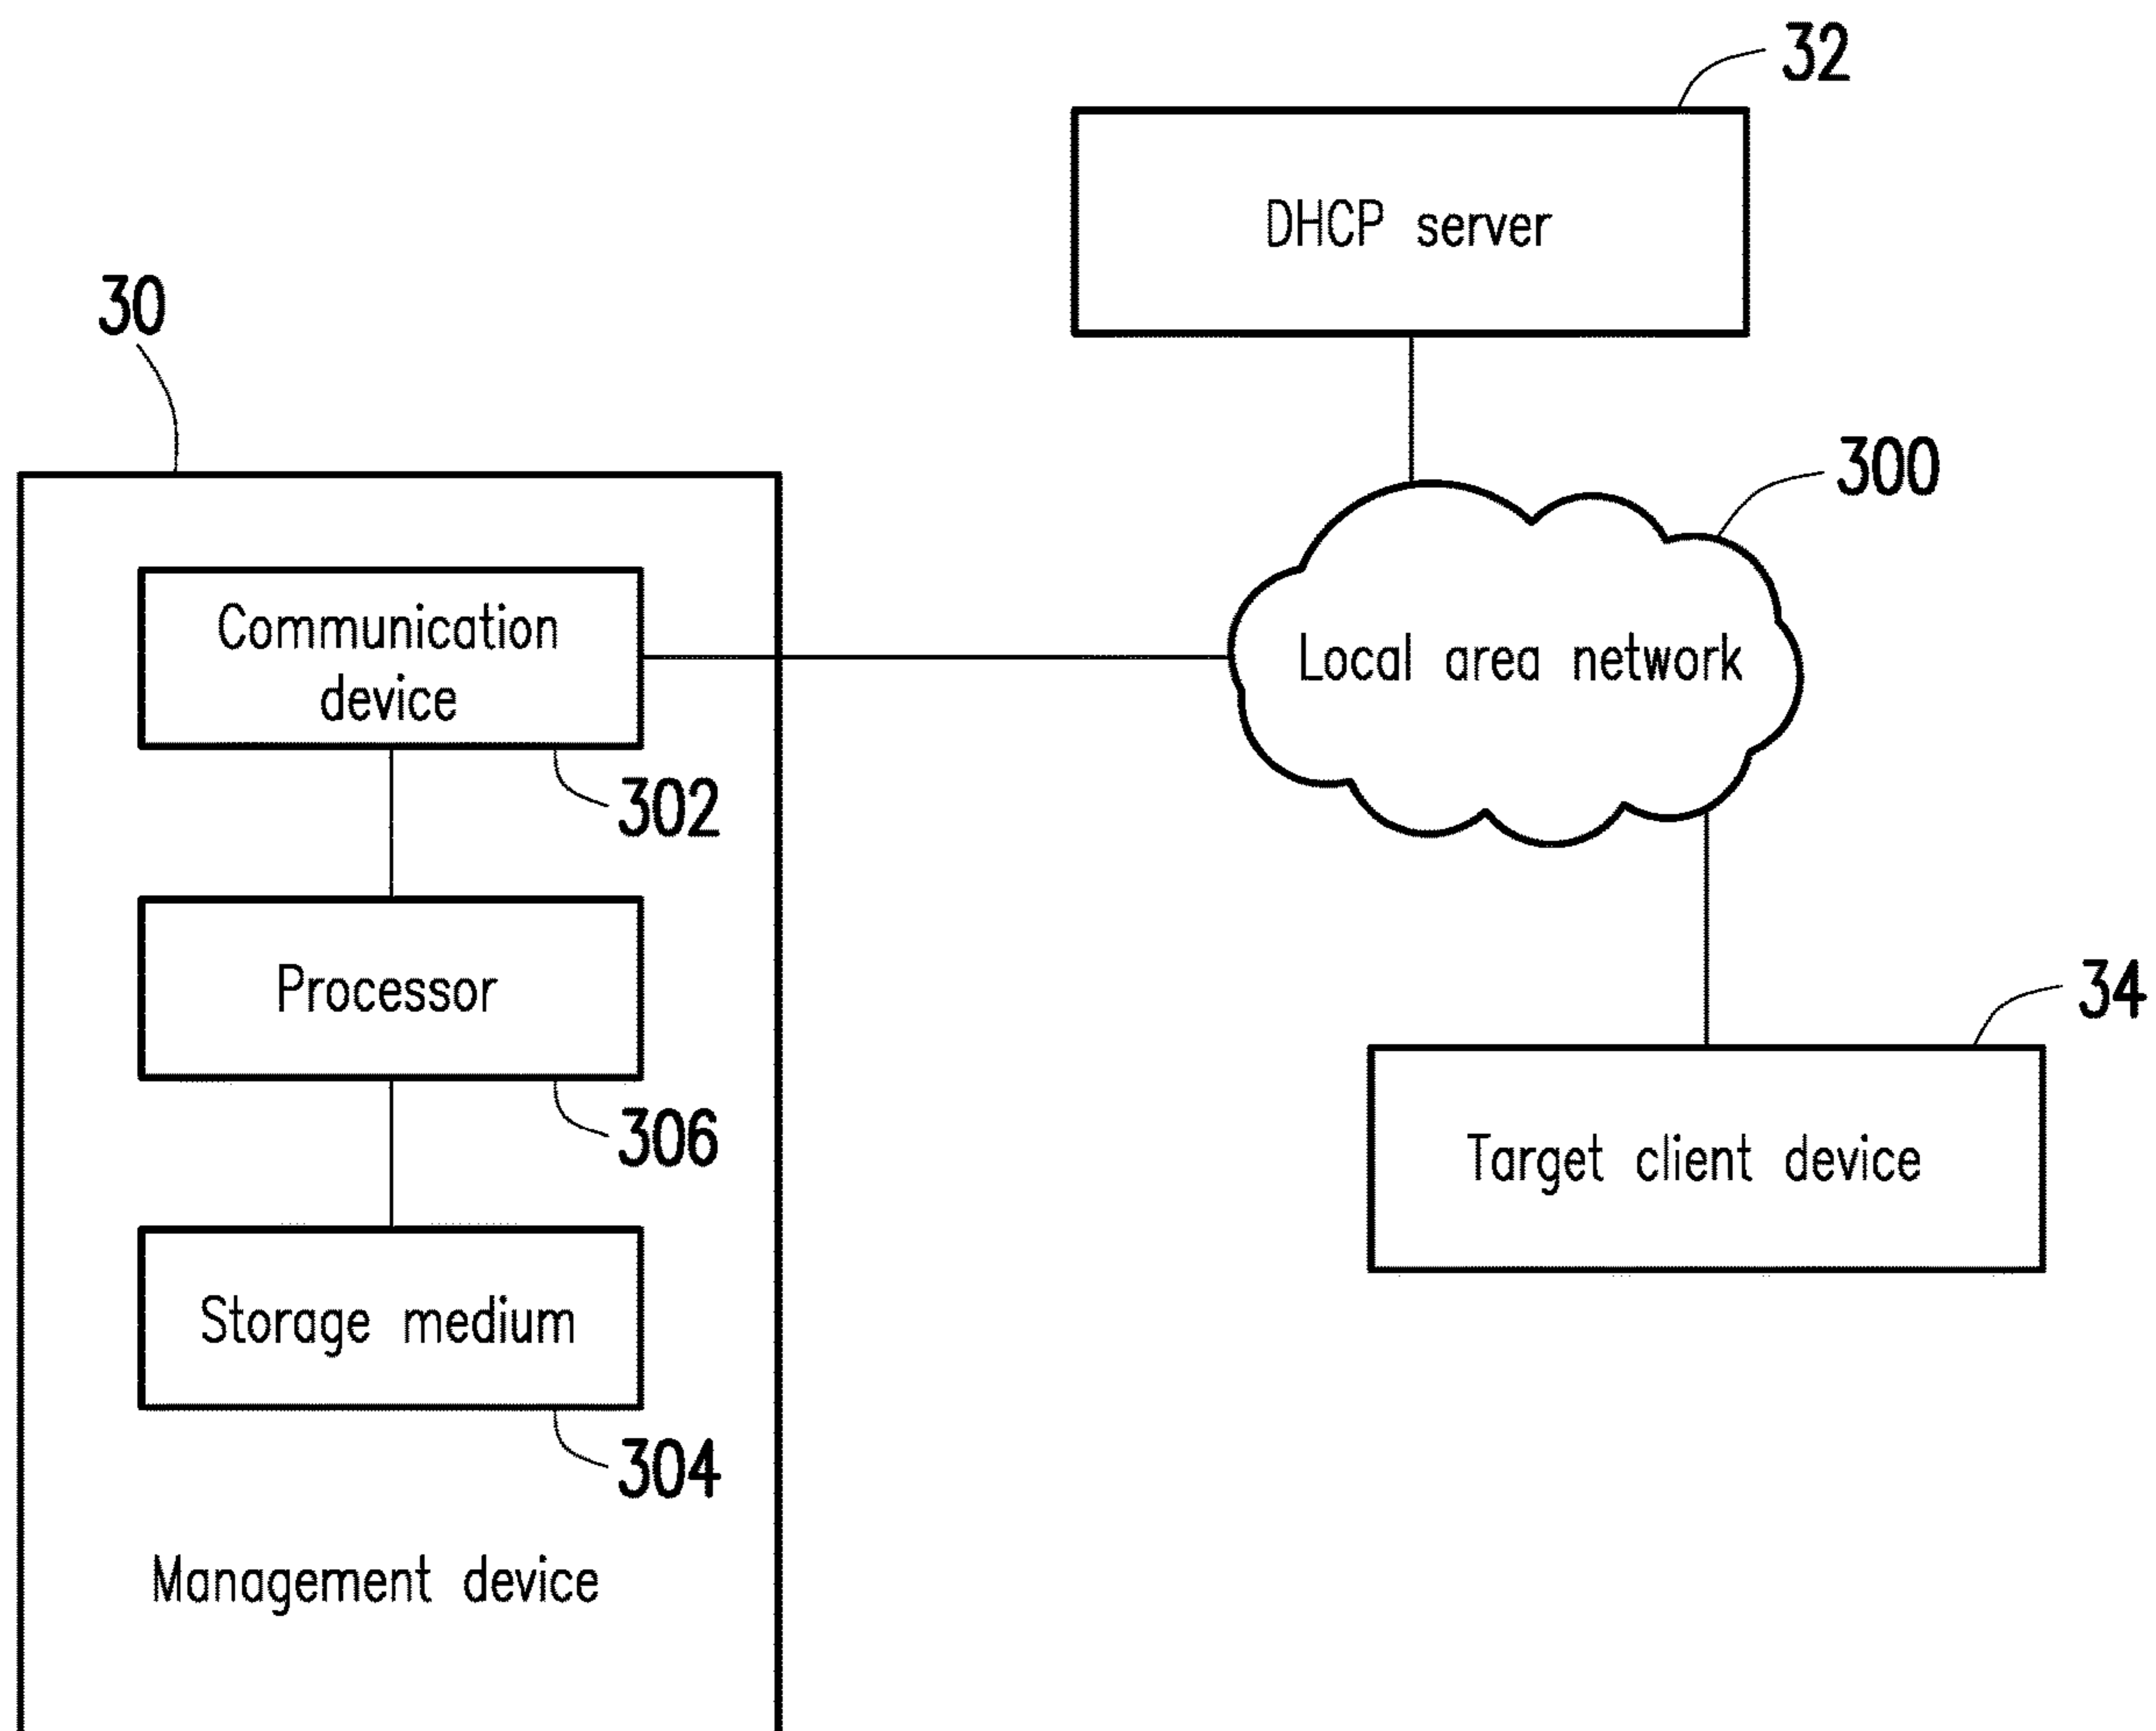 32
DHCP server
30
300
Communication
device
Local area network
302
Processor
34
306
Target client device
Storage medium
304
Management device